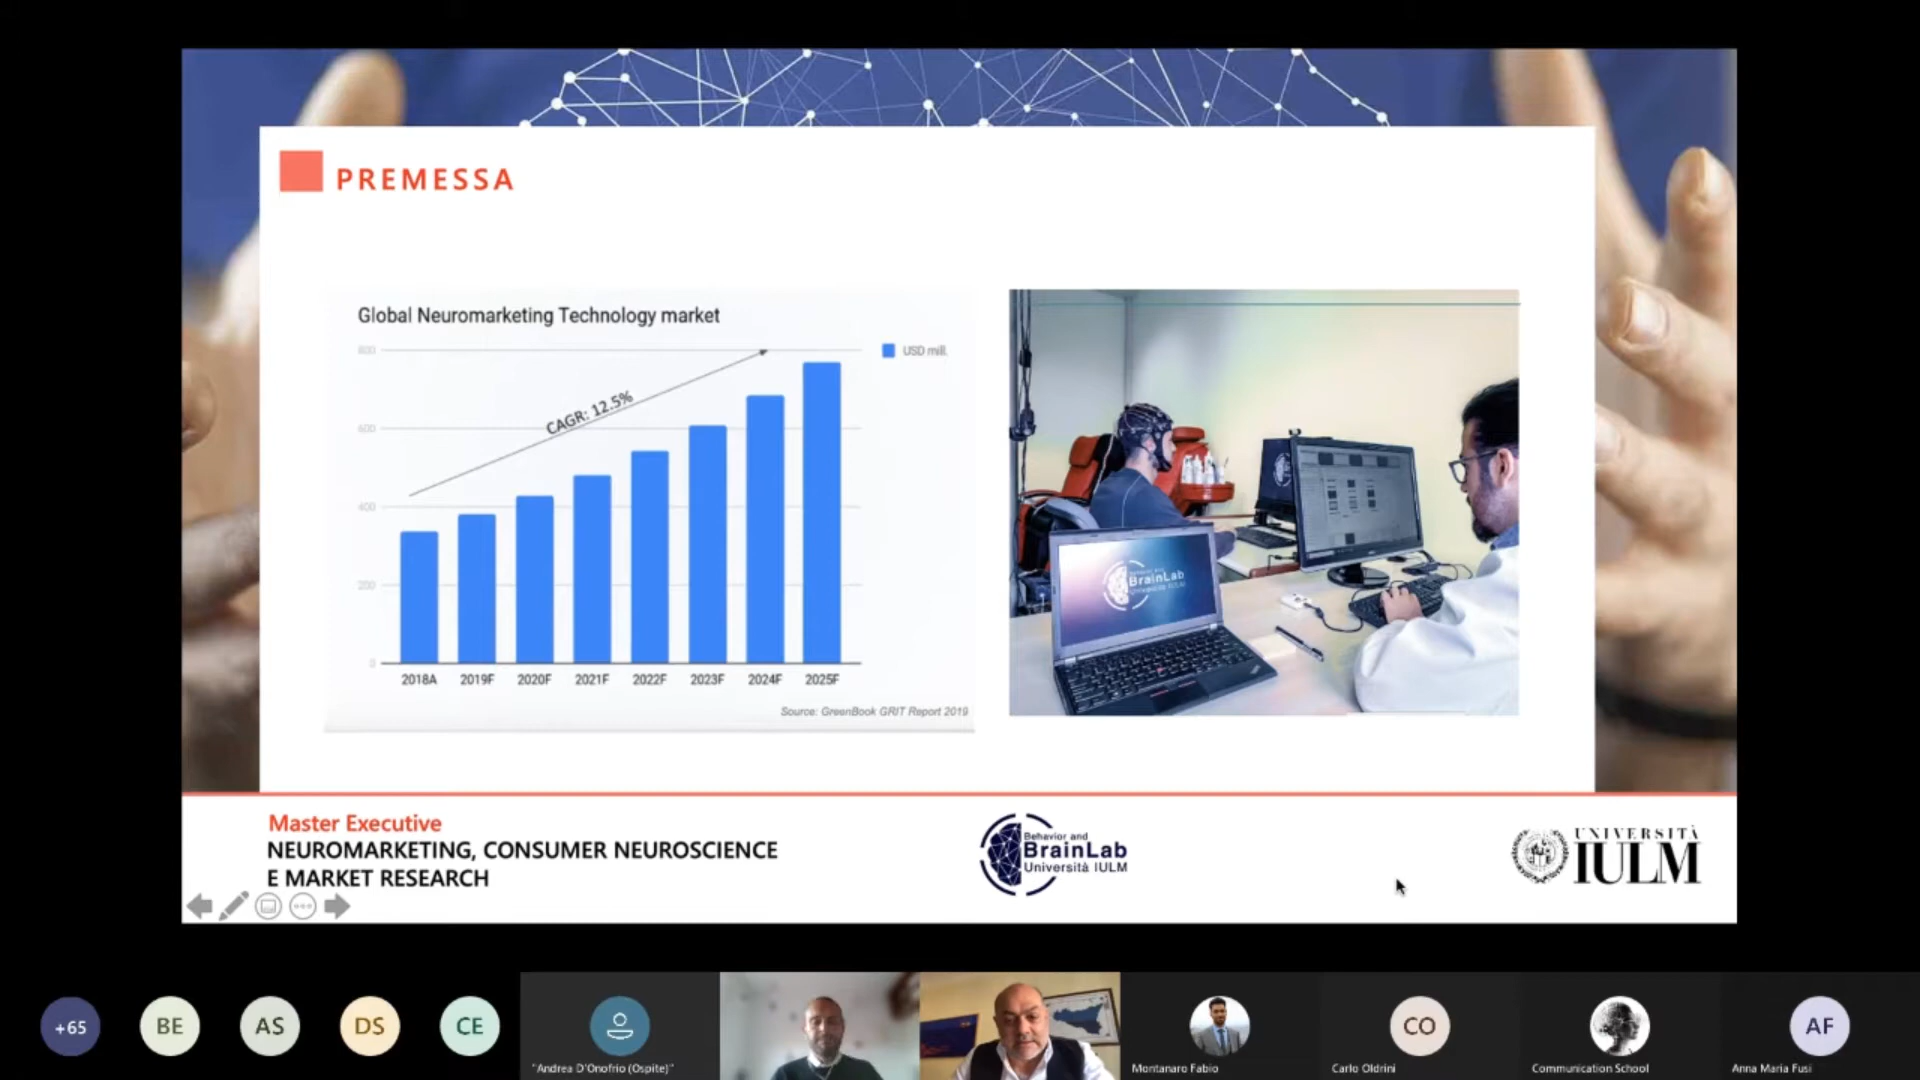 PREMESSA
Global Neuromarketing Technology market
800
USD mill.
CAGR: 12.5%
600
400
200
0
2018A 2019F 2020F 2021F 2022F 2023F 2024F 2025F
Source: GreenBook GRIT Report 2019
BrainLab
Master Executive
NEUROMARKETING, CONSUMER NEUROSCIENCE
E MARKET RESEARCH
Behavior and
BrainLab
Università IULM
UNIVERSITÀ
IULM
+65
BE
AS
DS
CE
CO
AF
"Andrea D'Onofrio (Ospite)"
Montanaro Fabio
Carlo Oldrini
Communication School
Anna Maria Fusi